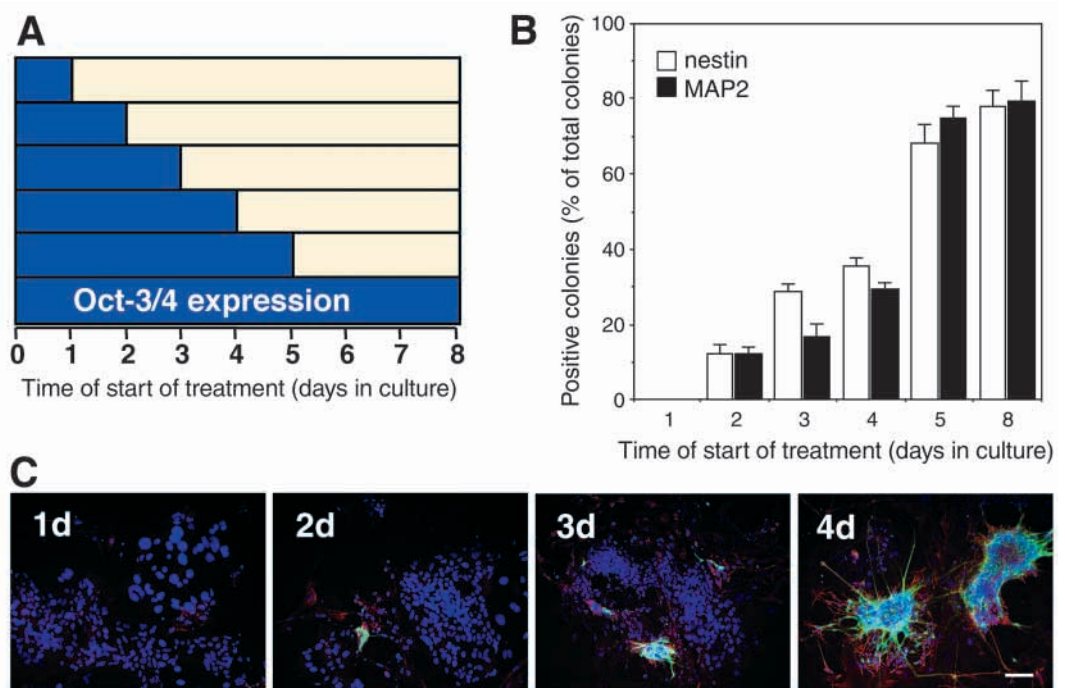 A
Oct-3/4 expression
0 1 2 3 4 5 6 7 8
Time of start of treatment (days in culture)
B
Positive colonies (% of total colonies)
100
80
60
40
20
0
nestin
MAP2
1 2 3 4 5 8
Time of start of treatment (days in culture)
C
1d 2d 3d 4d